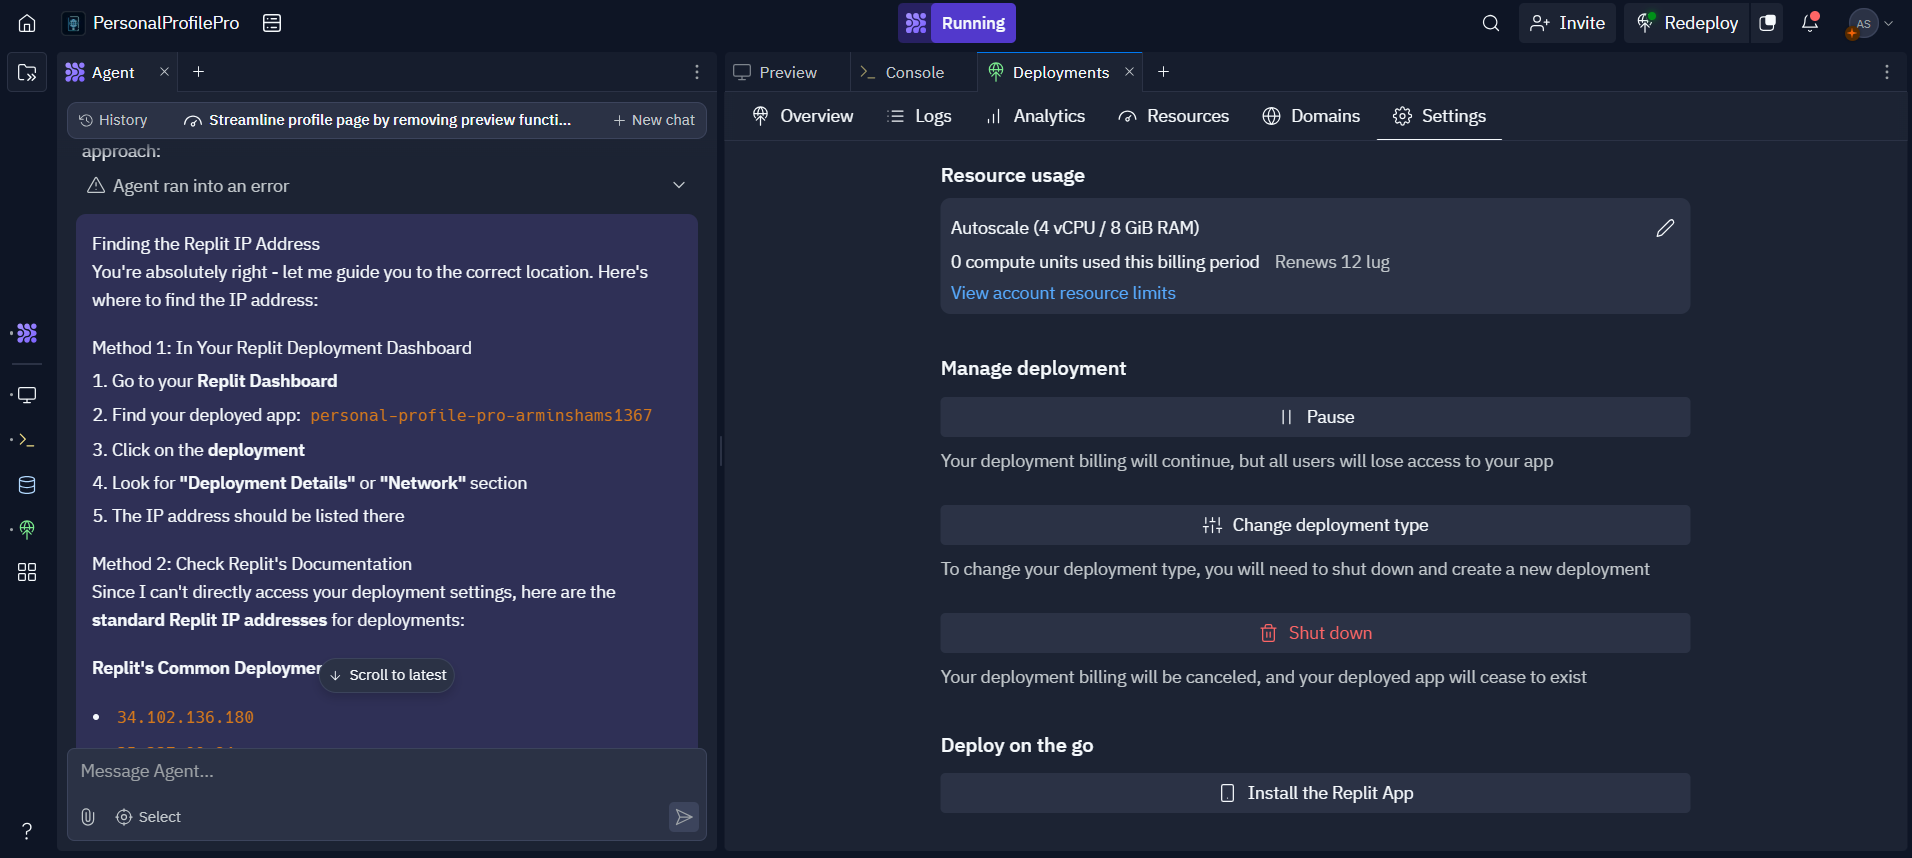 PersonalProfilePro
Running
Invite
Redeploy
AS
Agent
Preview
Console
Deployments
History
Streamline profile page by removing preview functi...
New chat
Overview
Logs
Analytics
Resources
Domains
Settings
approach:
Agent ran into an error
Finding the Replit IP Address
You're absolutely right - let me guide you to the correct location. Here's
where to find the IP address:
Method 1: In Your Replit Deployment Dashboard
1. Go to your Replit Dashboard
2. Find your deployed app: personal-profile-pro-arminshams1367
3. Click on the deployment
4. Look for "Deployment Details" or "Network" section
5. The IP address should be listed there
Method 2: Check Replit's Documentation
Since I can't directly access your deployment settings, here are the
standard Replit IP addresses for deployments:
Replit's Common
Scroll to latest
34.102.136.180
Message Agent...
Select
?
Resource usage
Autoscale (4 vCPU / 8 GiB RAM)
0 compute units used this billing period Renews 12 lug
View account resource limits
Manage deployment
Pause
Your deployment billing will continue, but all users will lose access to your app
Change deployment type
To change your deployment type, you will need to shut down and create a new deployment
Shut down
Your deployment billing will be canceled, and your deployed app will cease to exist
Deploy on the go
Install the Replit App